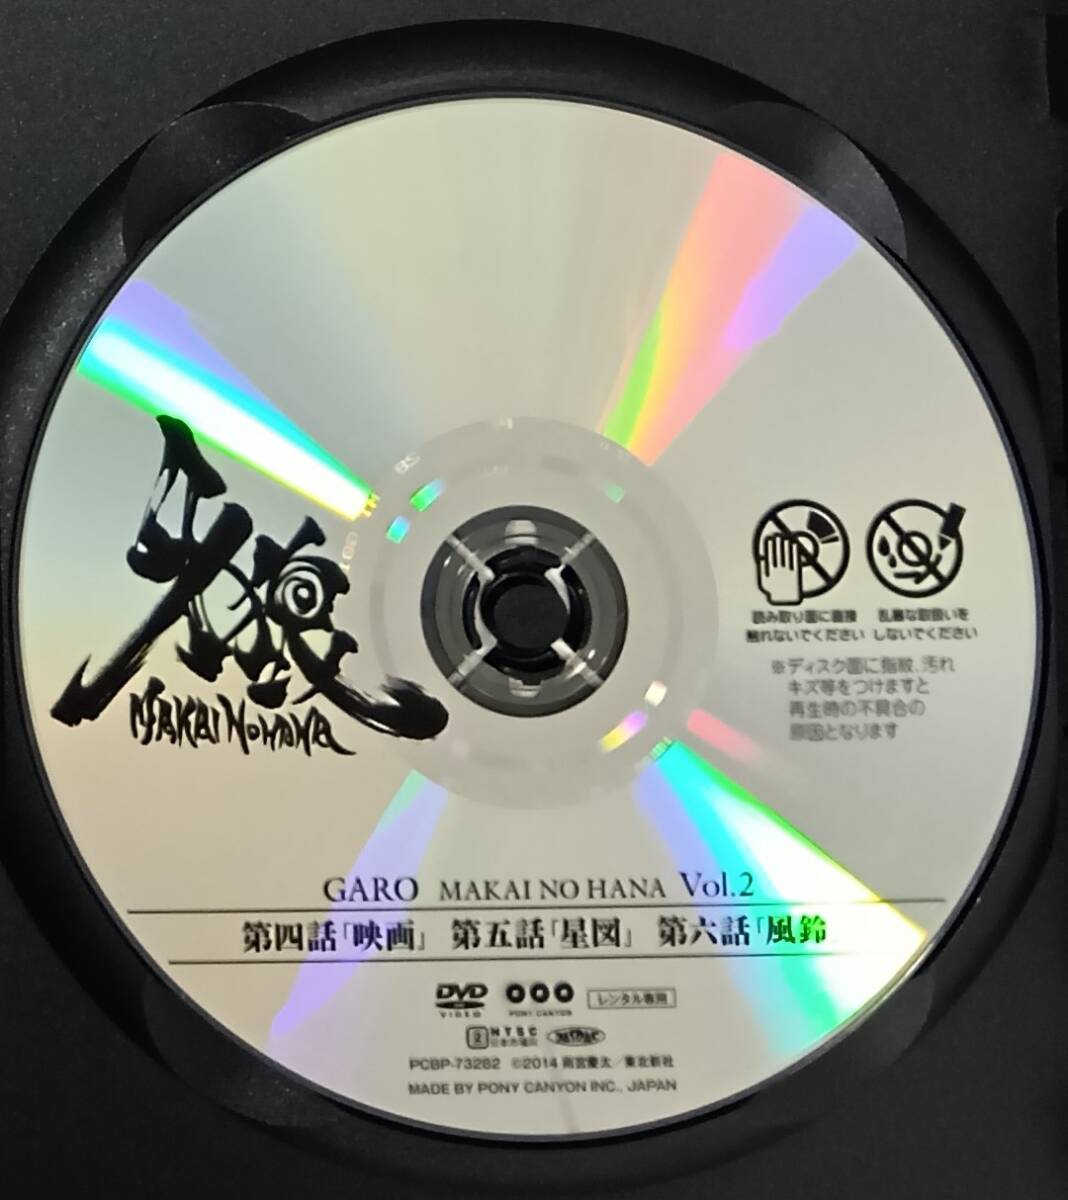 牙狼
MAKAI NO HANA
読み取り面に直接
触れないでください
乱暴な取扱いを
しないでください
※ディスク面に指紋、汚れ
キズ等をつけますと
再生時の不具合の
原因となります
GARO MAKAI NO HANA Vol.2
第四話「映画」 第五話「星図」 第六話「風鈴
DVD
VIDEO
PONY CANYON
レンタル専用
2 NTSC
日本市場向
PCBP-73282 ©2014 雨宮慶太／東北新社
MADE BY PONY CANYON INC., JAPAN